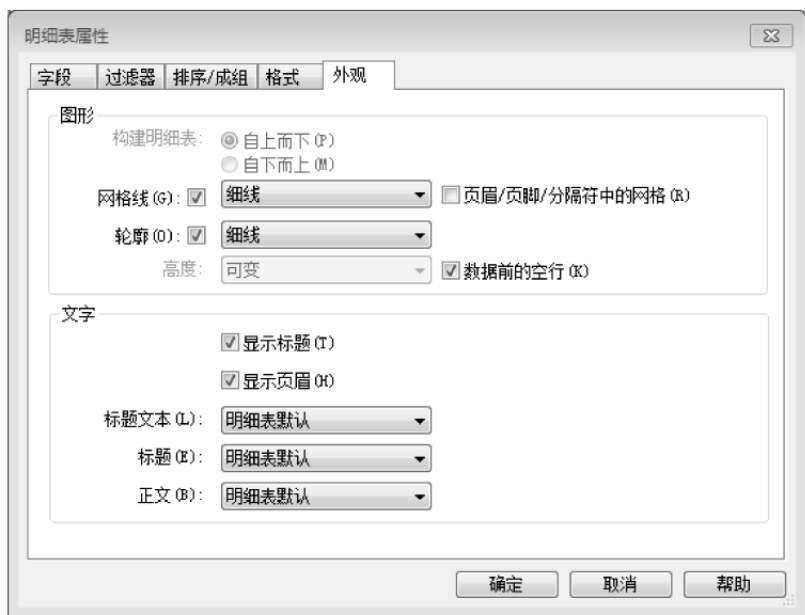 明细表属性
字段 过滤器 排序/成组 格式 外观
图形
构建明细表: 自上而下(P)
自下而上(M)
网格线(G): 细线 页眉/页脚/分隔符中的网格(R)
轮廓(O): 细线
高度: 可变 数据前的空行(K)
文字
显示标题(T)
显示页眉(H)
标题文本(L): 明细表默认
标题(E): 明细表默认
正文(B): 明细表默认
确定 取消 帮助